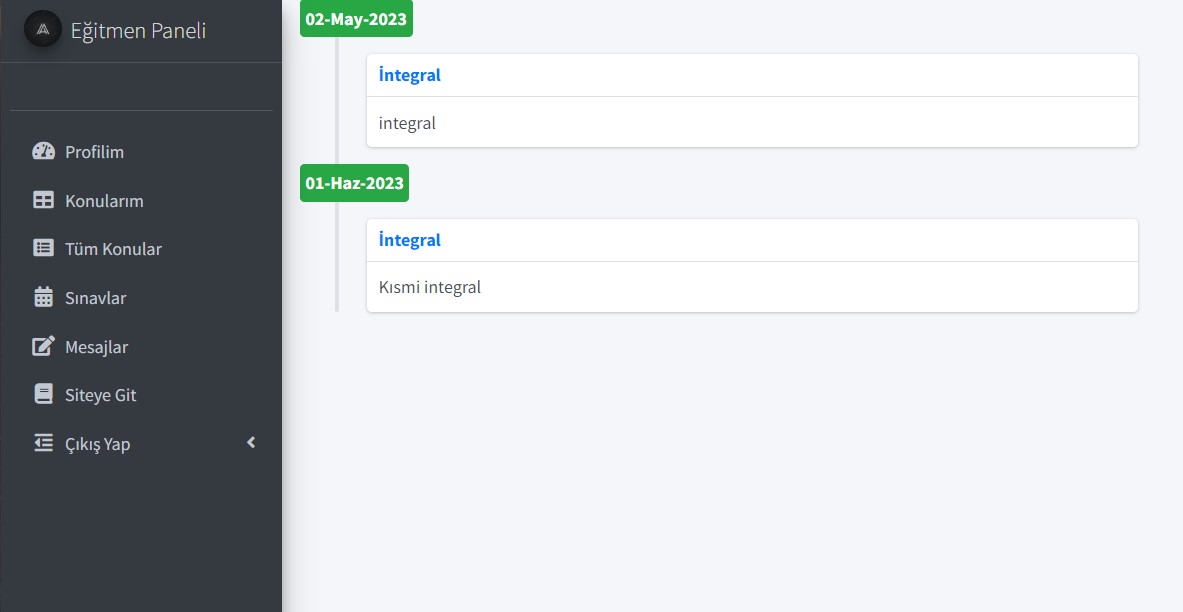 Eğitmen Paneli
Profilim
Konularım
Tüm Konular
Sınavlar
Mesajlar
Siteye Git
Çıkış Yap
02-May-2023
İntegral
integral
01-Haz-2023
İntegral
Kısmi integral